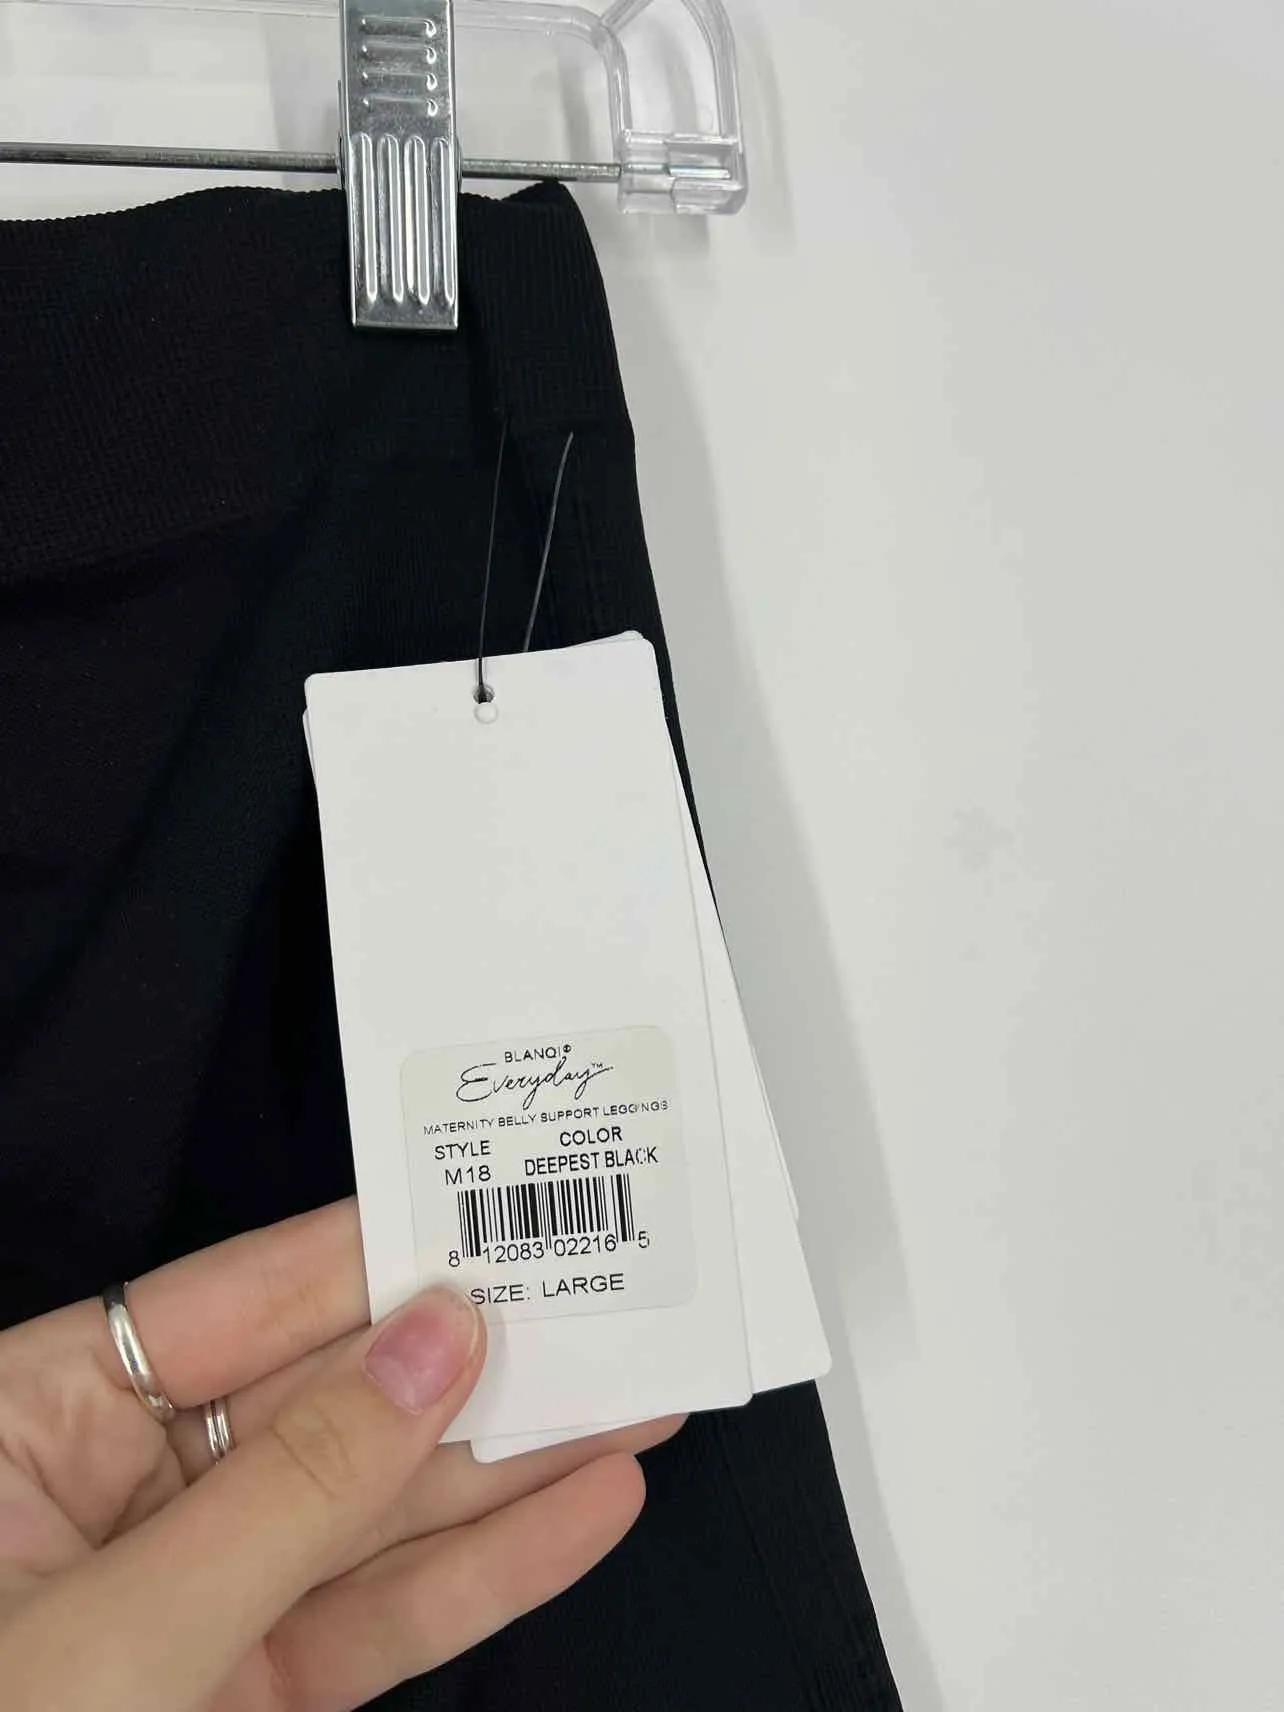 BLANQI®
Everyday™
MATERNITY BELLY SUPPORT LEGGINGS
STYLE COLOR
M18 DEEPEST BLACK
8 12083 02216 5
SIZE: LARGE